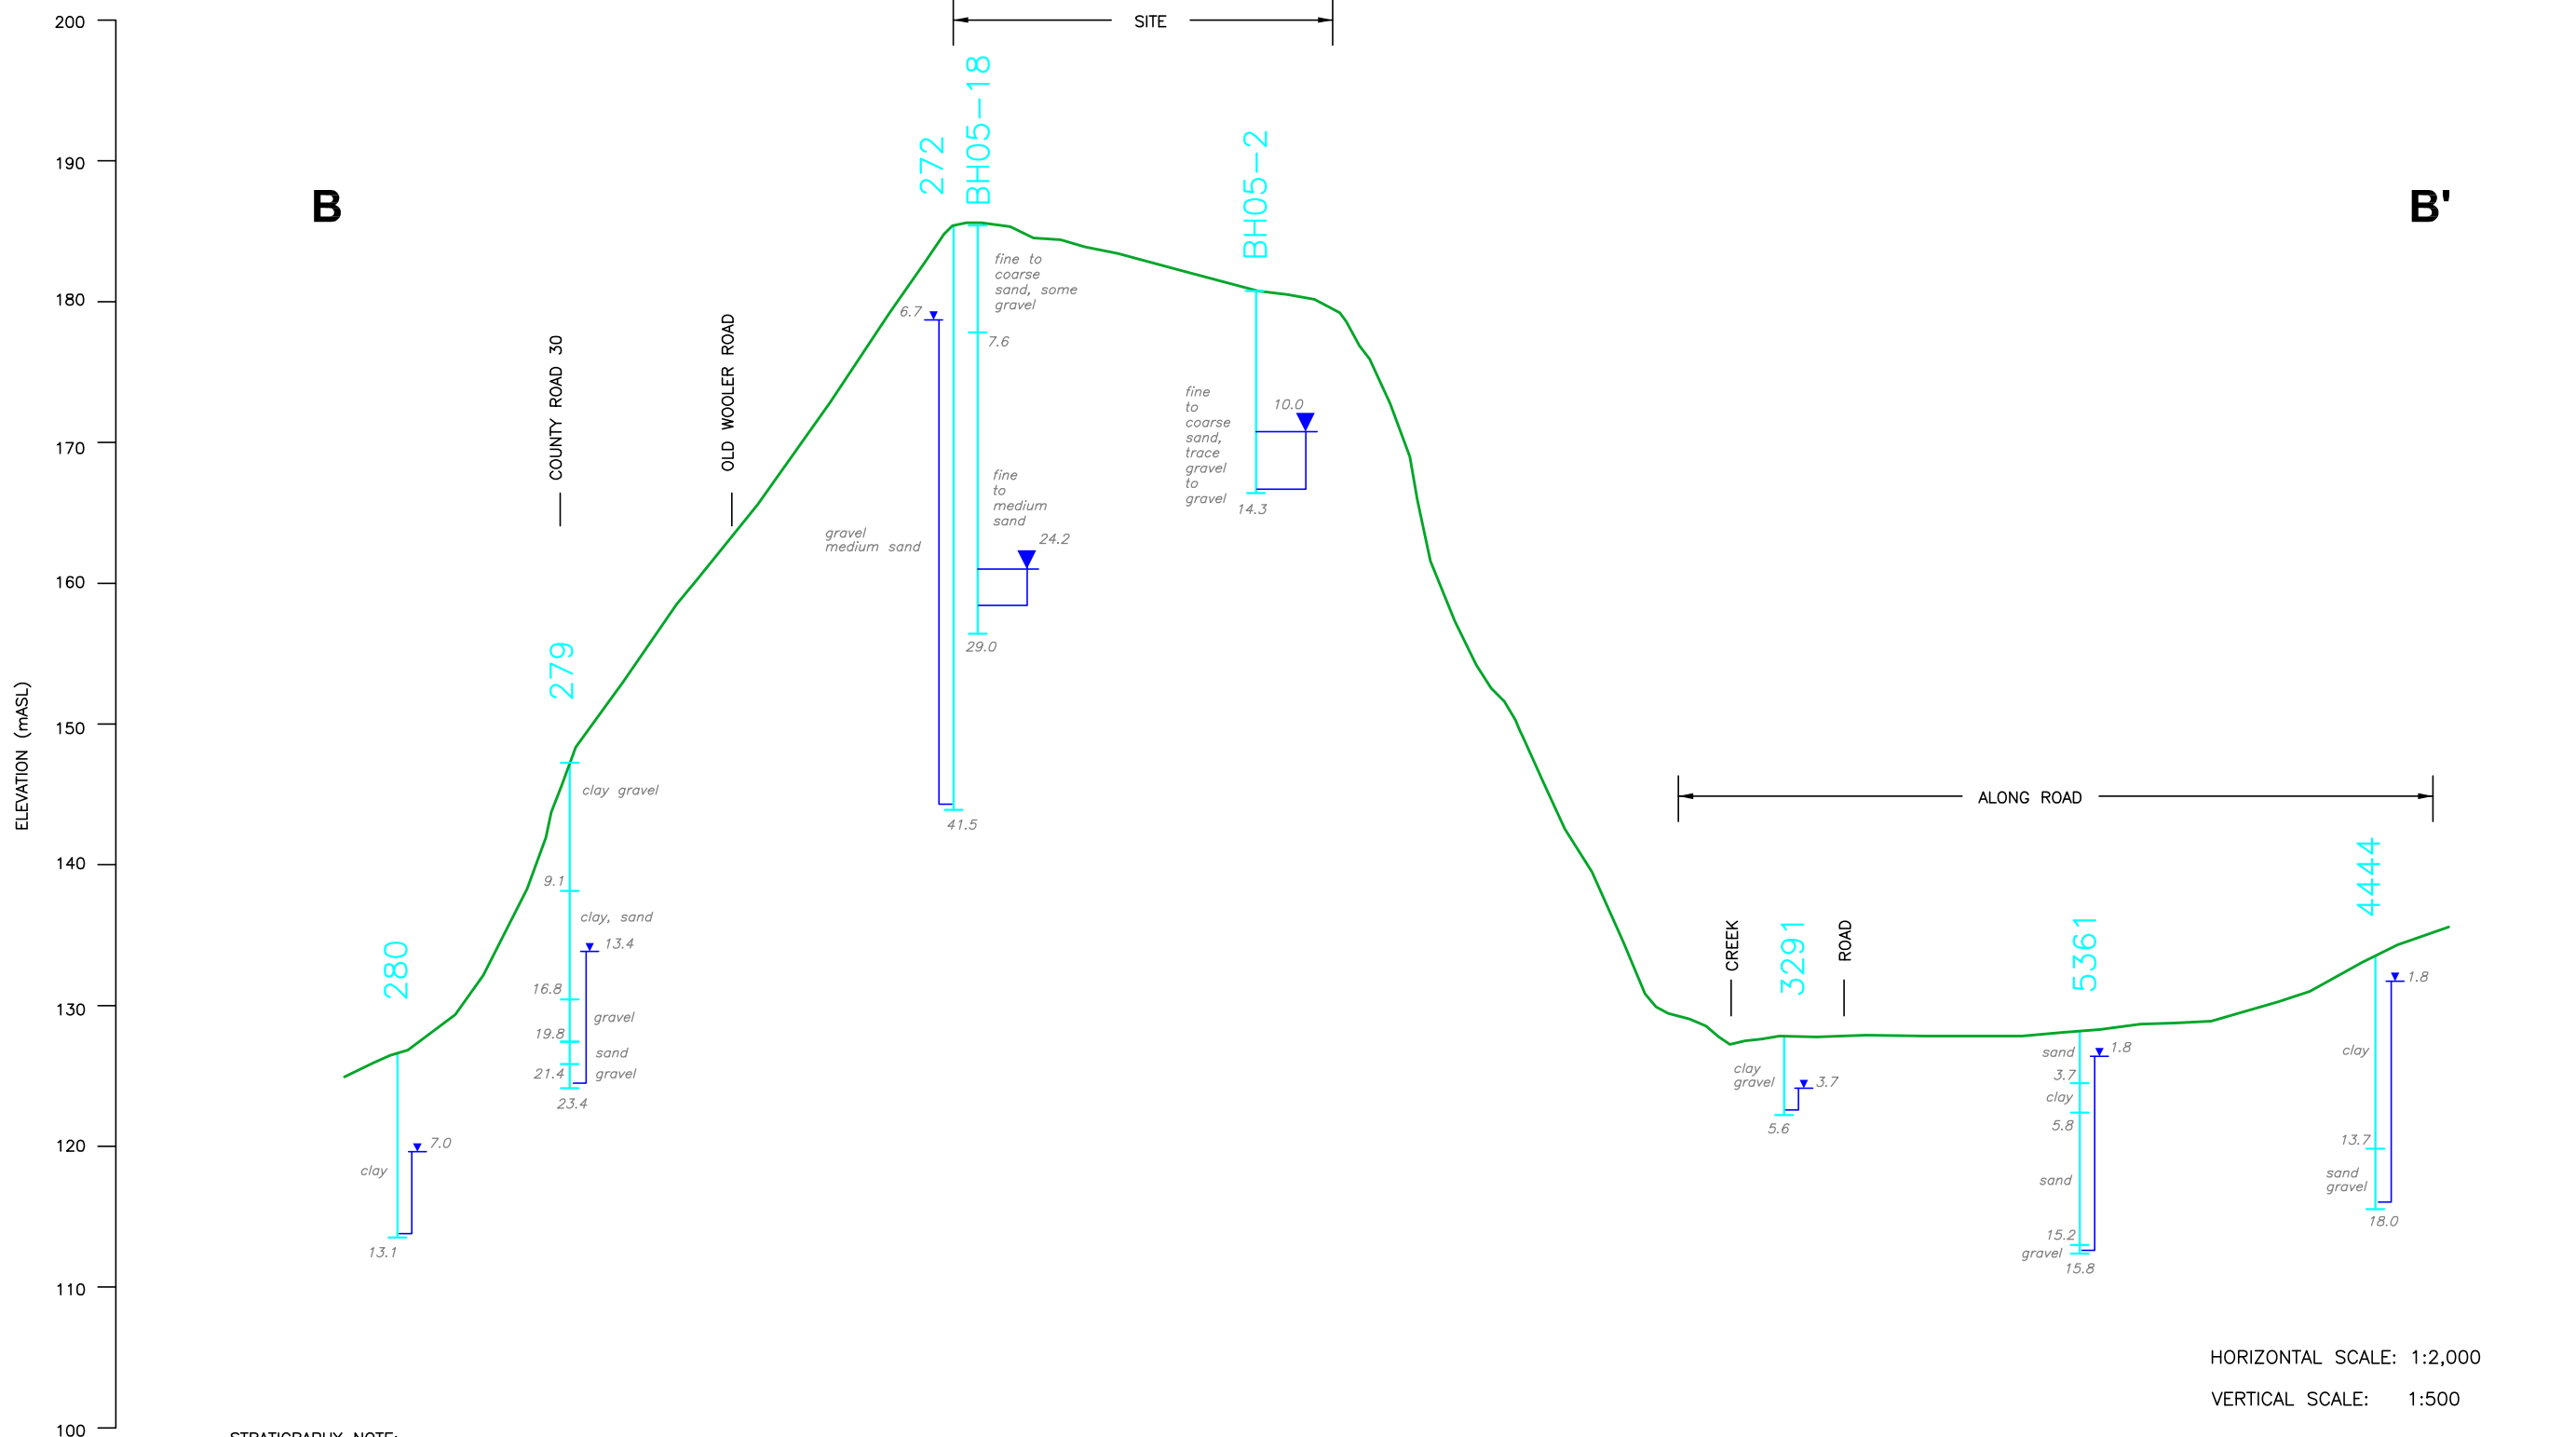 200
SITE
190
180
170
160
150
140
130
120
110
100
ELEVATION (mASL)
B
B'
272
BH05-18
BH05-2
fine to
coarse
sand, some
gravel
6.7
7.6
COUNTY ROAD 30
OLD WOOLER ROAD
fine
to
coarse
sand,
trace
gravel
to
gravel
10.0
14.3
fine
to
medium
sand
24.2
gravel
medium sand
29.0
41.5
279
clay gravel
9.1
clay, sand
13.4
16.8
gravel
19.8
sand
21.4
gravel
23.4
280
7.0
clay
13.1
ALONG ROAD
CREEK
3291
ROAD
clay
gravel
3.7
5.6
5361
sand
1.8
3.7
clay
5.8
sand
15.2
gravel
15.8
4444
1.8
clay
13.7
sand
gravel
18.0
HORIZONTAL SCALE: 1:2,000
VERTICAL SCALE: 1:500
STRATIGRAPHY NOTE: